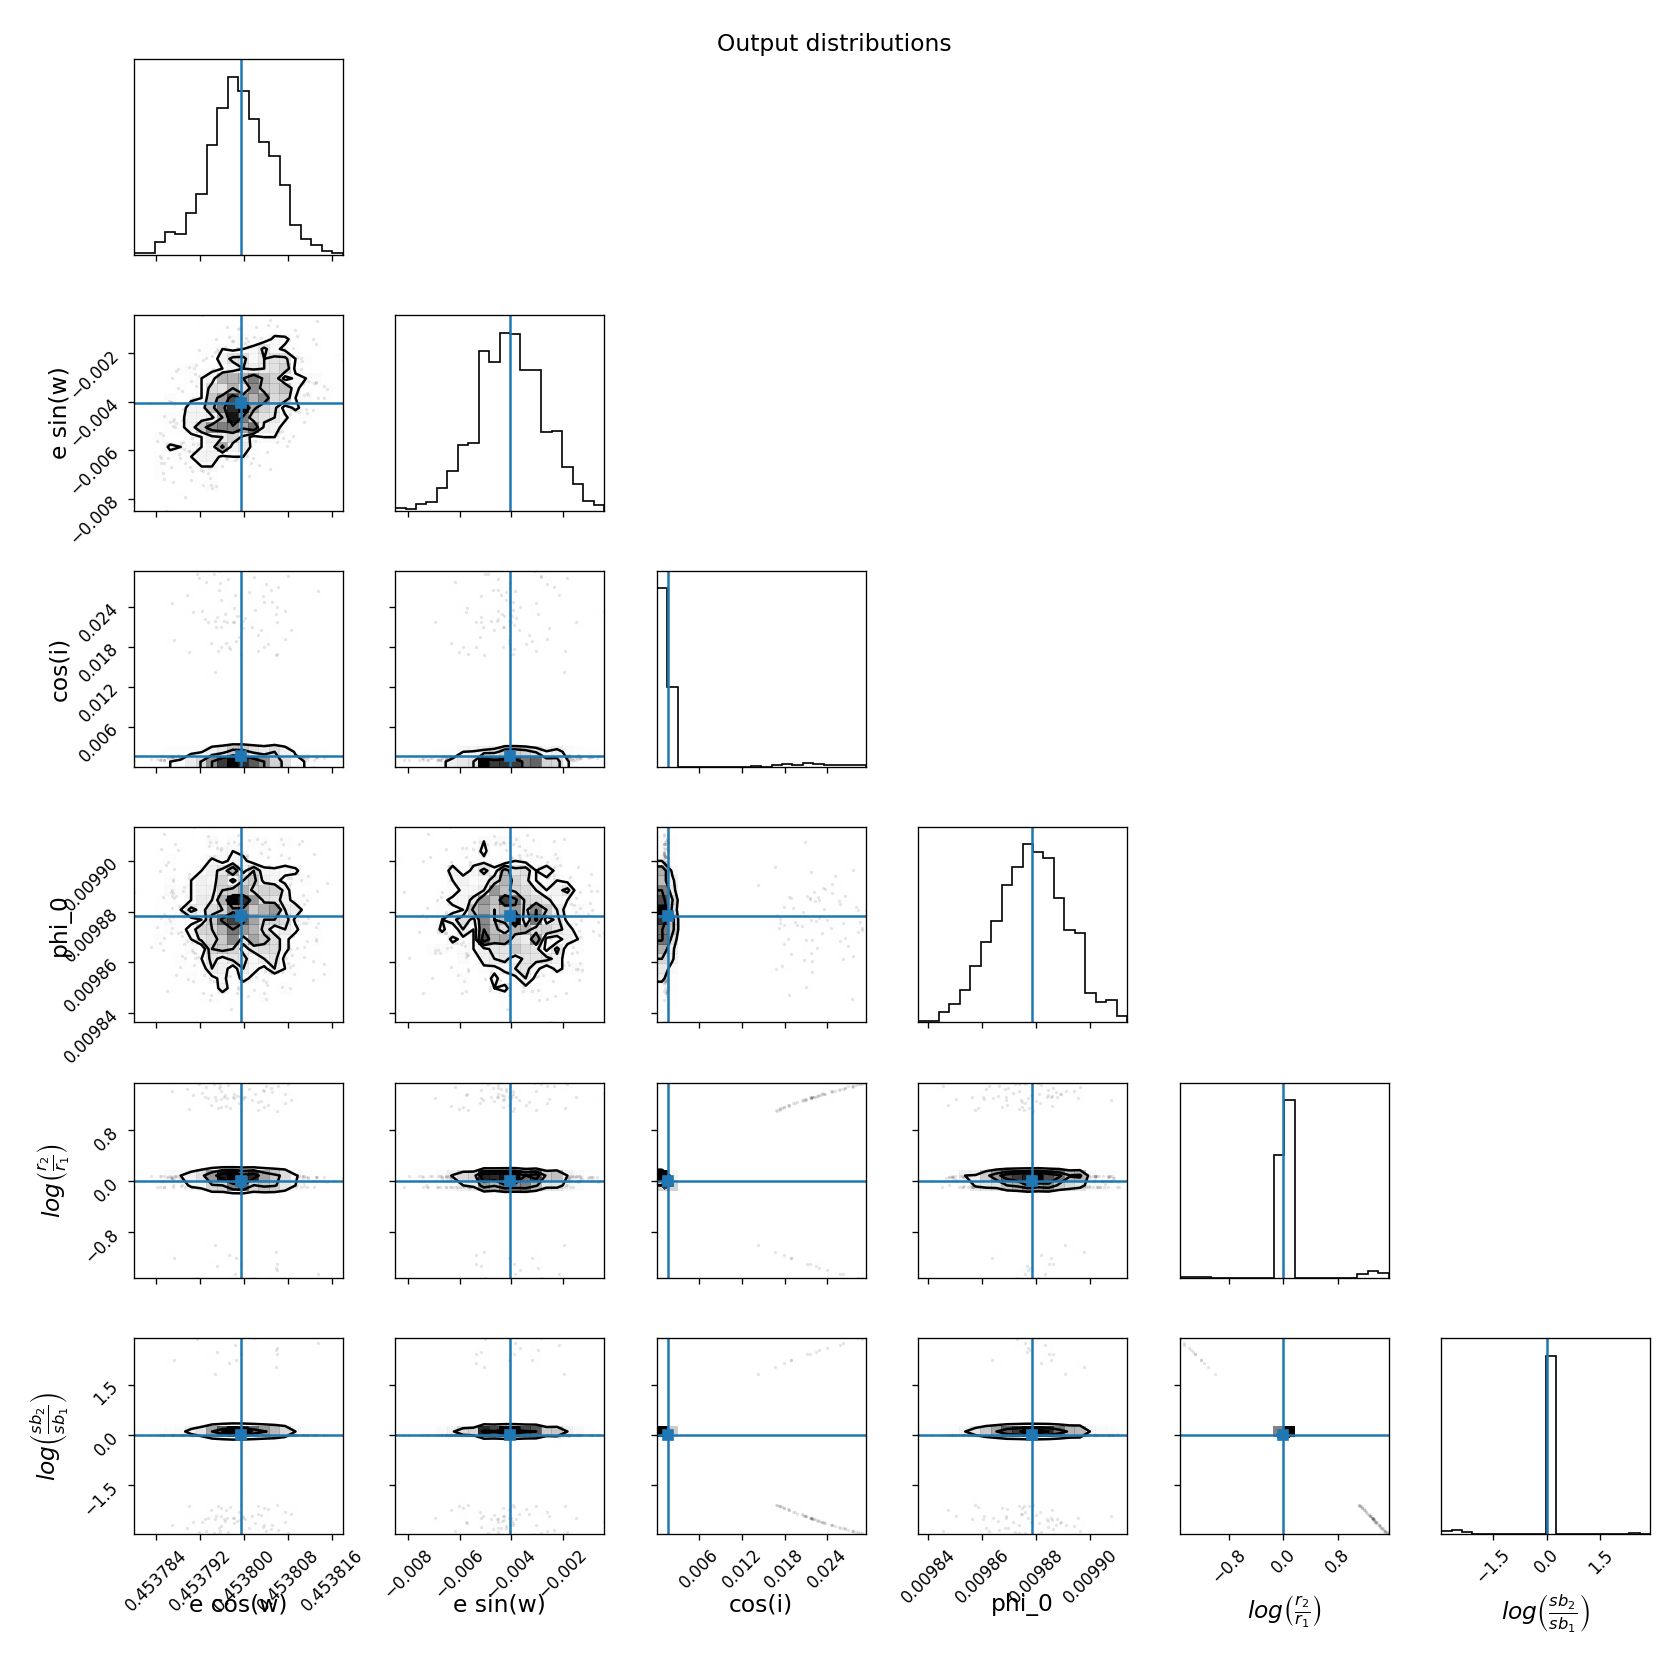 Output distributions
e sin(w)
−0.002
−0.004
−0.006
−0.008
cos(i)
0.024
0.018
0.012
0.006
phi_0
0.00990
0.00988
0.00986
0.00984
log(r2/r1)
0.8
0.0
−0.8
log(sb2/sb1)
1.5
0.0
−1.5
0.453784 0.453792 0.453800 0.453808 0.453816
−0.008 −0.006 −0.004 −0.002
0.006 0.012 0.018 0.024
0.00984 0.00986 0.00988 0.00990
−0.8 0.0 0.8
−1.5 0.0 1.5
e cos(w) e sin(w) cos(i) phi_0 log(r2/r1) log(sb2/sb1)